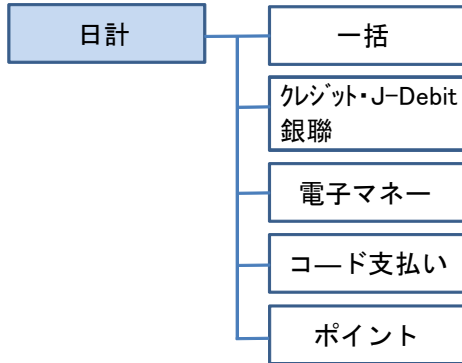 日計
一括
ｸﾚｼﾞｯﾄ・J-Debit
銀聯
電子マネー
コ―ド支払い
ポイント